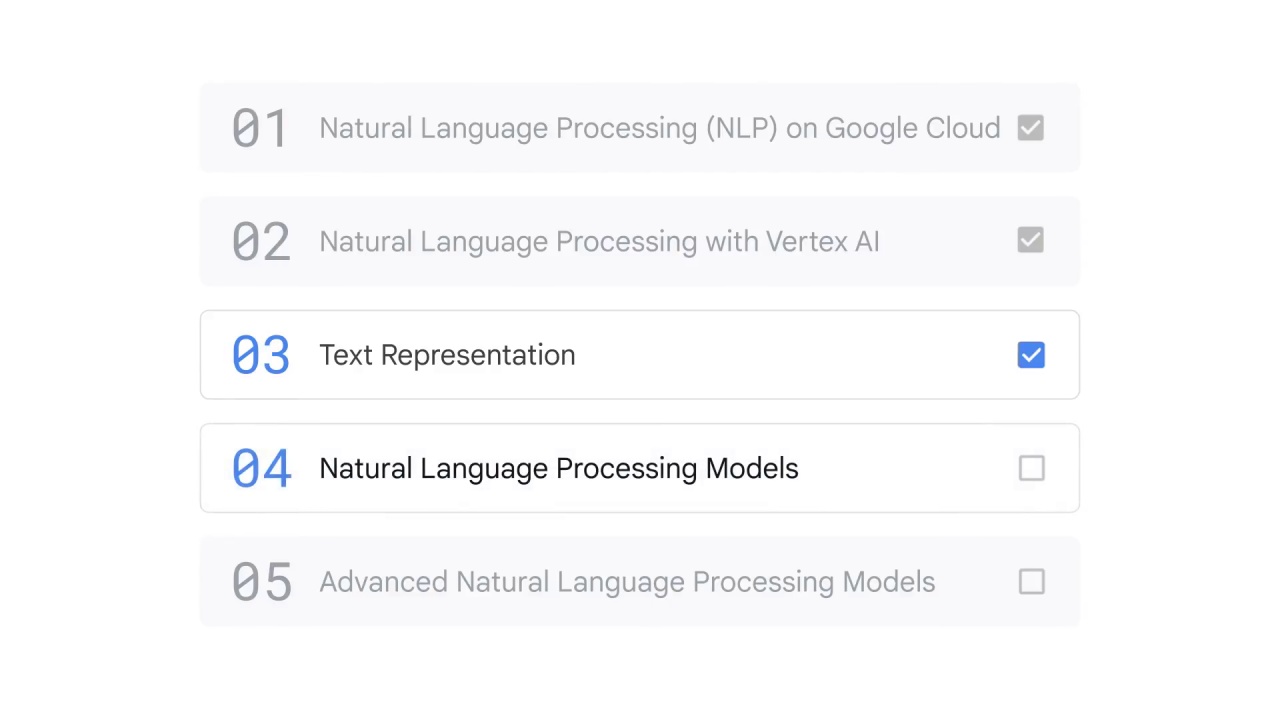 01 Natural Language Processing (NLP) on Google Cloud
02 Natural Language Processing with Vertex AI
03 Text Representation
04 Natural Language Processing Models
05 Advanced Natural Language Processing Models